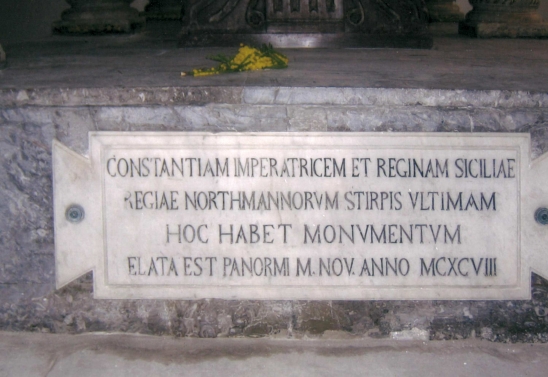 CONSTANTIAM IMPERATRICEM ET REGINAM SICILIAE
REGIAE NORTHMANNORVM STIRPIS VLTIMAM
HOC HABET MONVMENTVM
ELATA EST PANORMI M. NOV. ANNO MCXCVIII